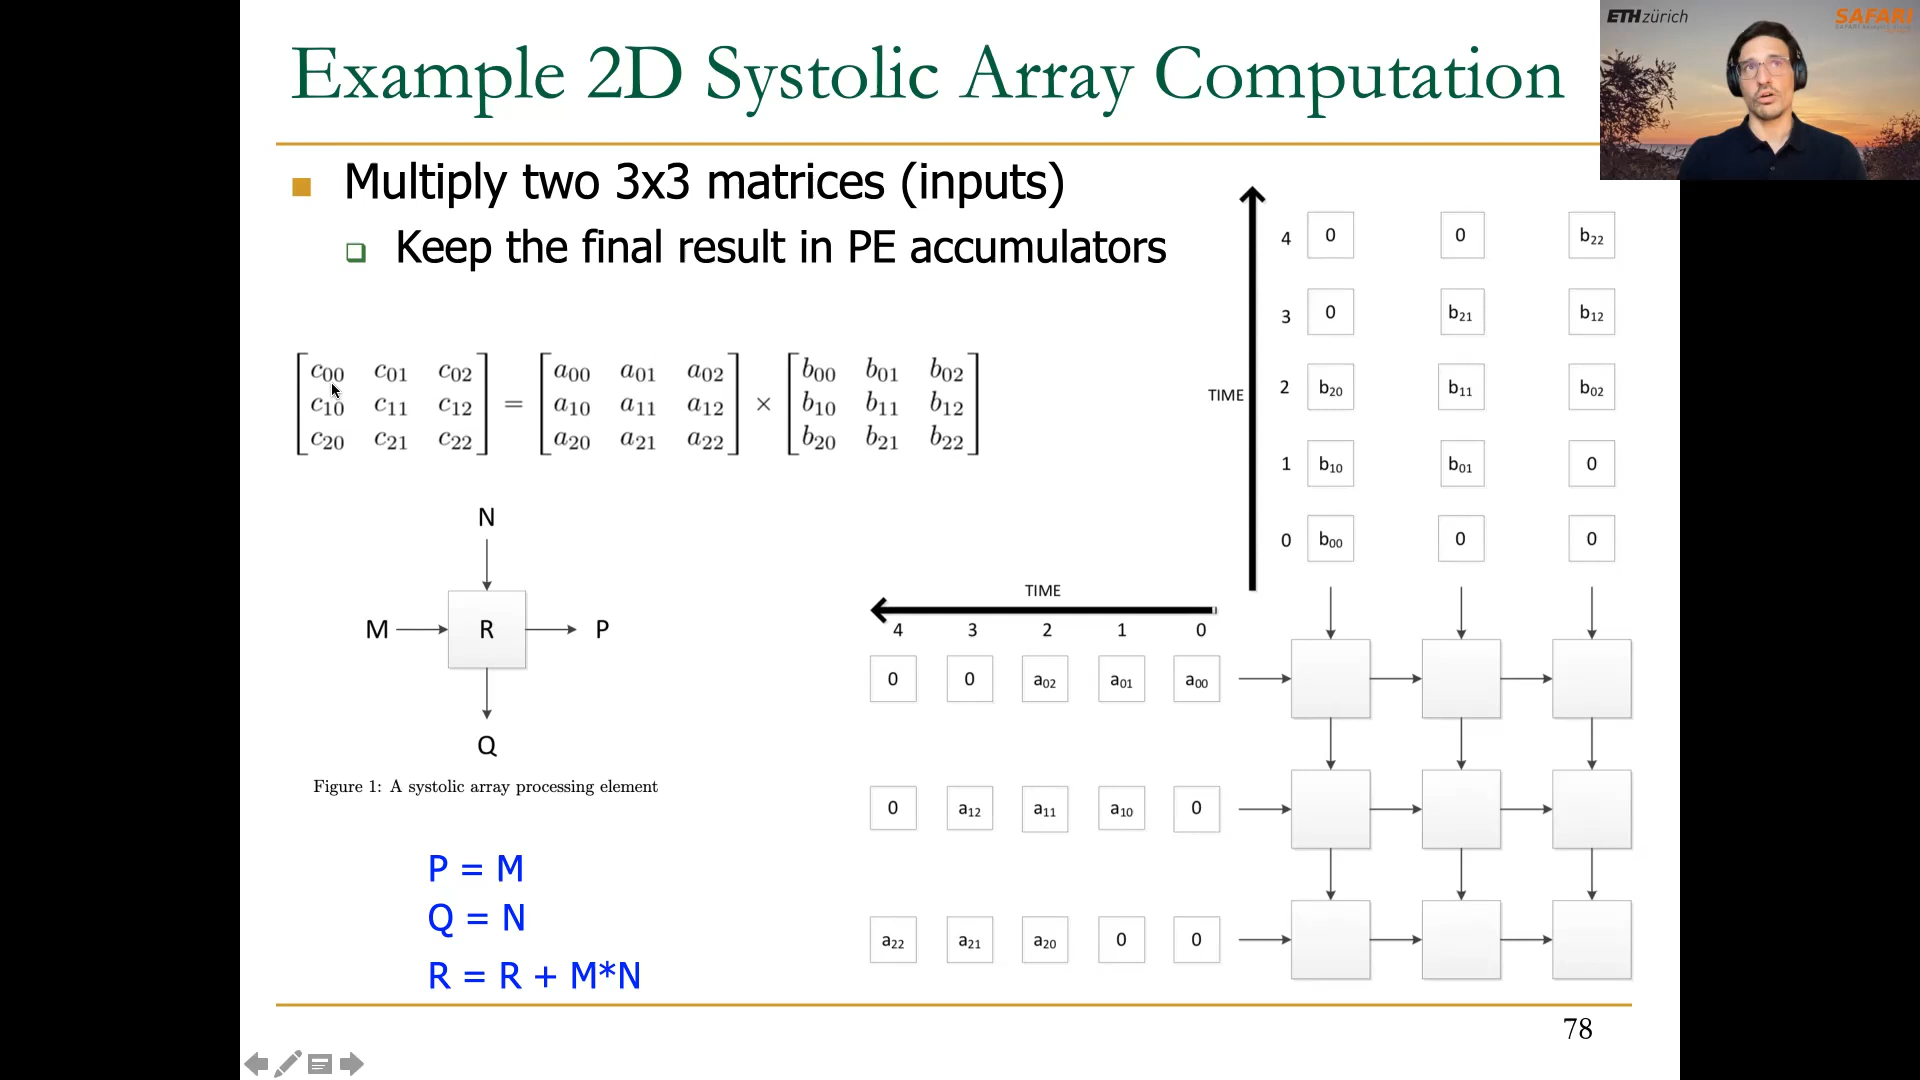 ETH zürich
SAFARI
Example 2D Systolic Array Computation
Multiply two 3x3 matrices (inputs)
Keep the final result in PE accumulators
c00 c01 c02
c10 c11 c12
c20 c21 c22
=
a00 a01 a02
a10 a11 a12
a20 a21 a22
×
b00 b01 b02
b10 b11 b12
b20 b21 b22
N
M R P
Q
Figure 1: A systolic array processing element
P = M
Q = N
R = R + M*N
TIME
4 0 0 b22
3 0 b21 b12
2 b20 b11 b02
1 b10 b01 0
0 b00 0 0
TIME
4 3 2 1 0
0 0 a02 a01 a00
0 a12 a11 a10 0
a22 a21 a20 0 0
78